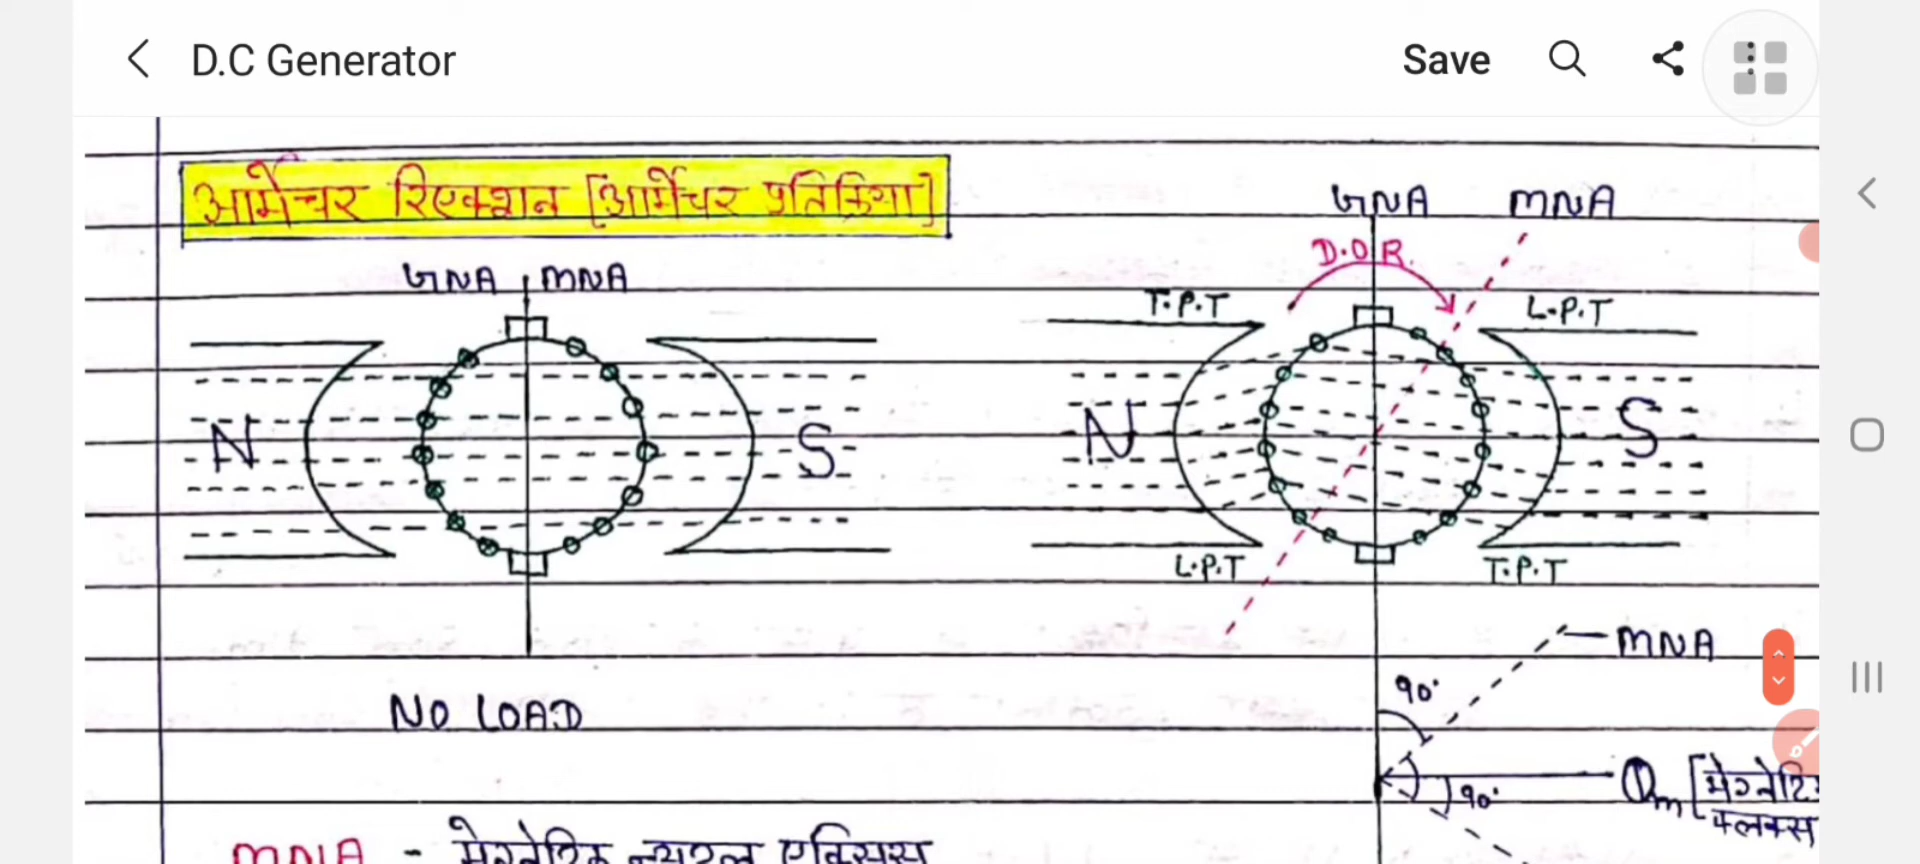 D.C Generator
Save
आर्मेचर रिएक्शन [आर्मेचर प्रतिक्रिया]
GNA MNA
N S
NO LOAD
GNA MNA
D.O.R.
T.P.T L.P.T
N S
L.P.T T.P.T
MNA
90°
90°
Φm [मेग्नेटि
फ्लक्स
MNA - मेग्नेटिक न्यूट्रल एक्सिस